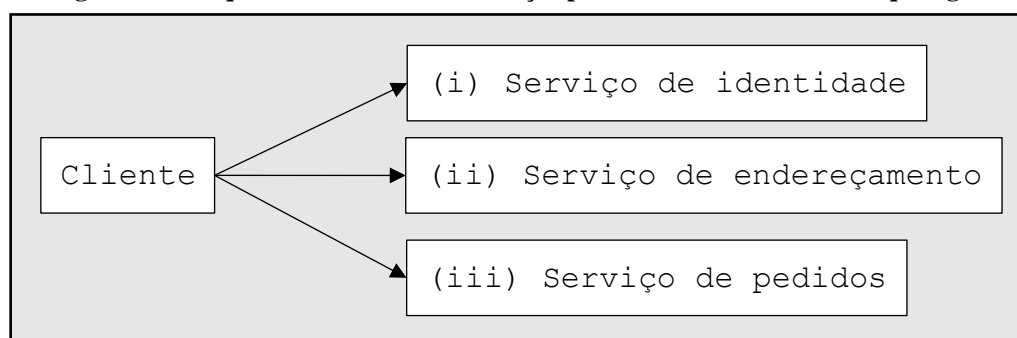 (i) Serviço de identidade
Cliente
(ii) Serviço de endereçamento
(iii) Serviço de pedidos